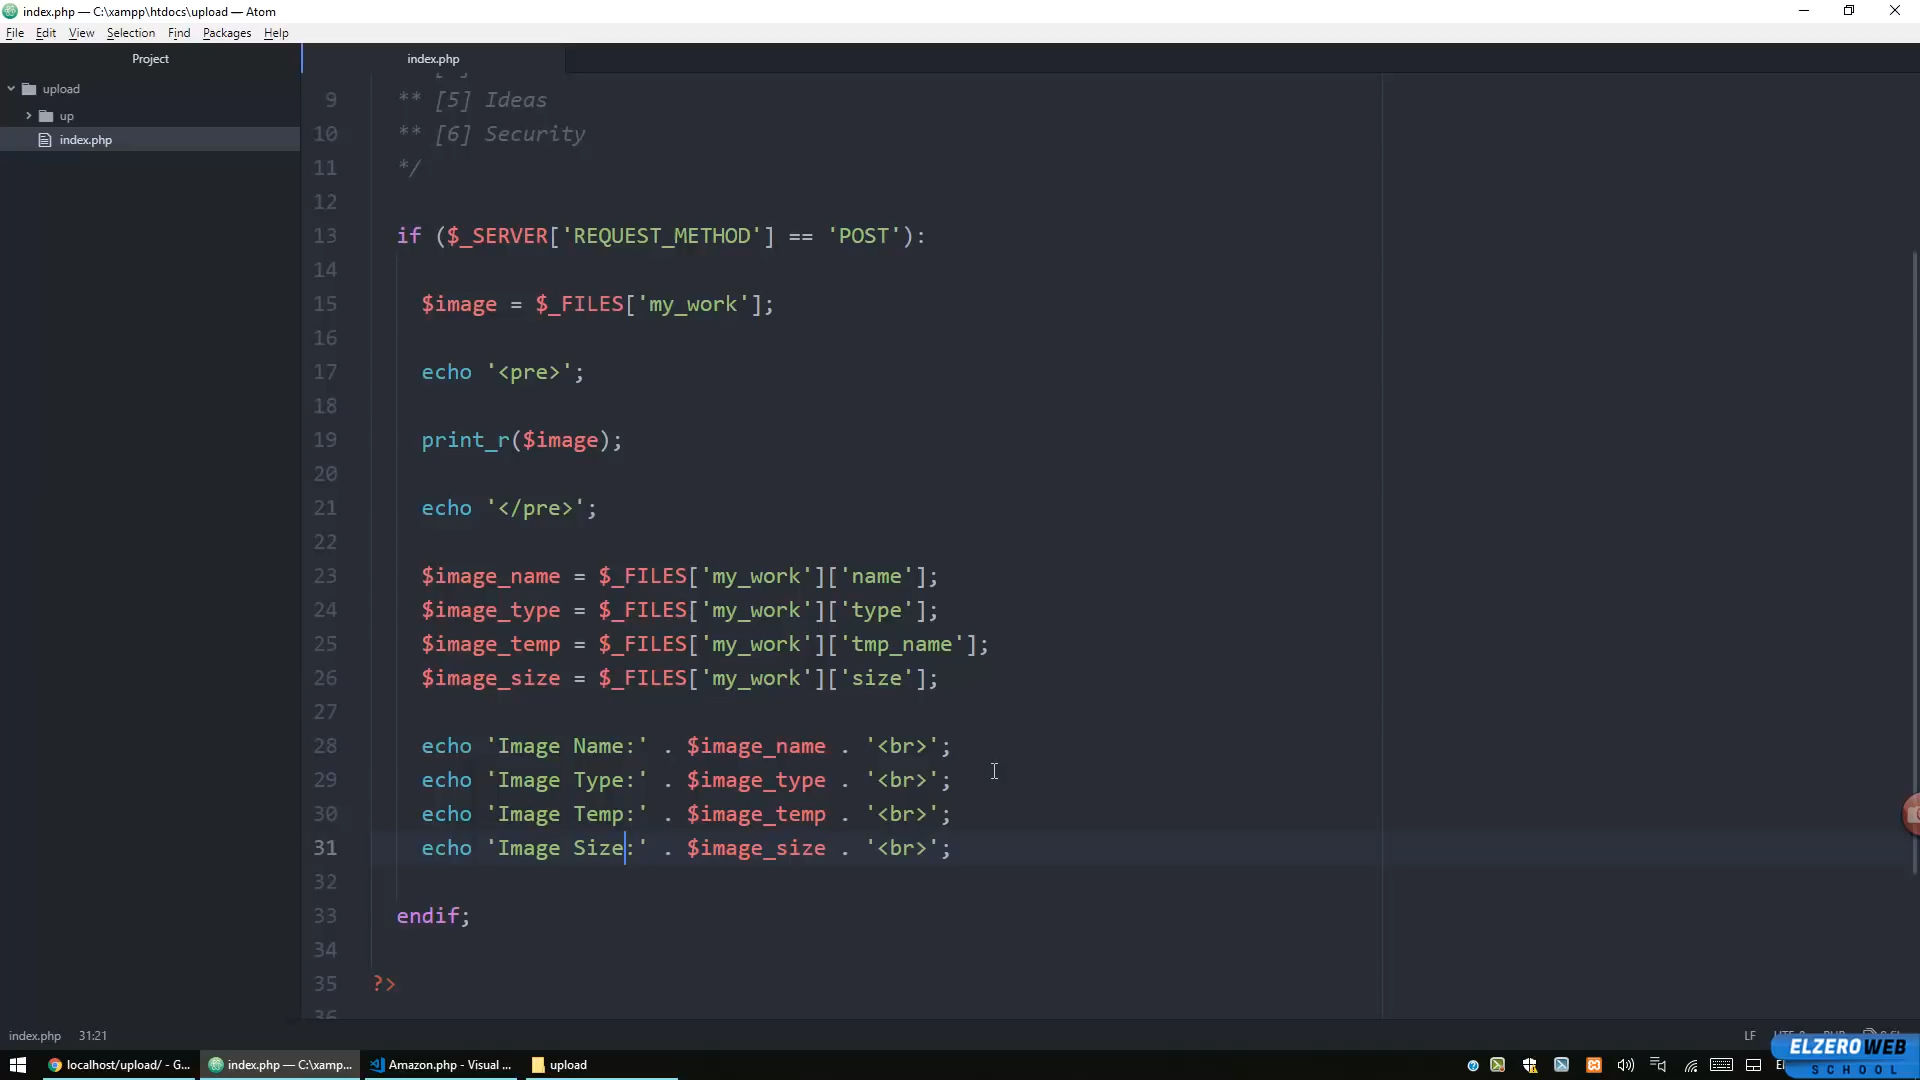 index.php — C:\xampp\htdocs\upload — Atom
File Edit View Selection Find Packages Help
Project
upload
up
index.php
index.php
9 ** [5] Ideas
10 ** [6] Security
11 */
12
13 if ($_SERVER['REQUEST_METHOD'] == 'POST'):
14
15 $image = $_FILES['my_work'];
16
17 echo '<pre>';
18
19 print_r($image);
20
21 echo '</pre>';
22
23 $image_name = $_FILES['my_work']['name'];
24 $image_type = $_FILES['my_work']['type'];
25 $image_temp = $_FILES['my_work']['tmp_name'];
26 $image_size = $_FILES['my_work']['size'];
27
28 echo 'Image Name:' . $image_name . '<br>';
29 echo 'Image Type:' . $image_type . '<br>';
30 echo 'Image Temp:' . $image_temp . '<br>';
31 echo 'Image Size:' . $image_size . '<br>';
32
33 endif;
34
35 ?>
36
index.php 31:21 LF
localhost/upload/ - G... index.php — C:\xamp... Amazon.php - Visual ... upload
ELZEROWEB
SCHOOL